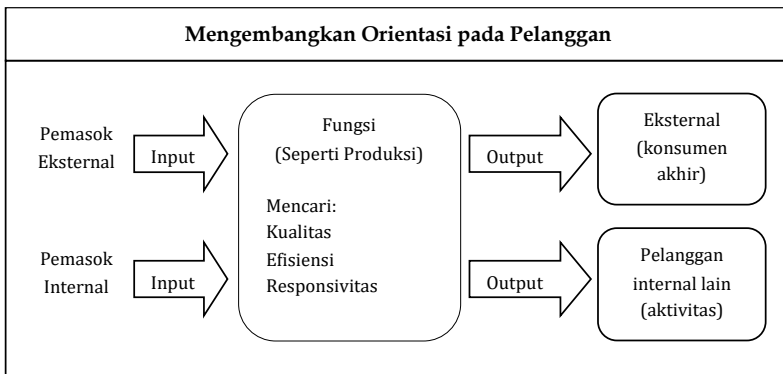 Mengembangkan Orientasi pada Pelanggan
Pemasok
Eksternal
Input
Fungsi
(Seperti Produksi)
Mencari:
Kualitas
Efisiensi
Responsivitas
Output
Eksternal
(konsumen
akhir)
Pemasok
Internal
Input
Output
Pelanggan
internal lain
(aktivitas)